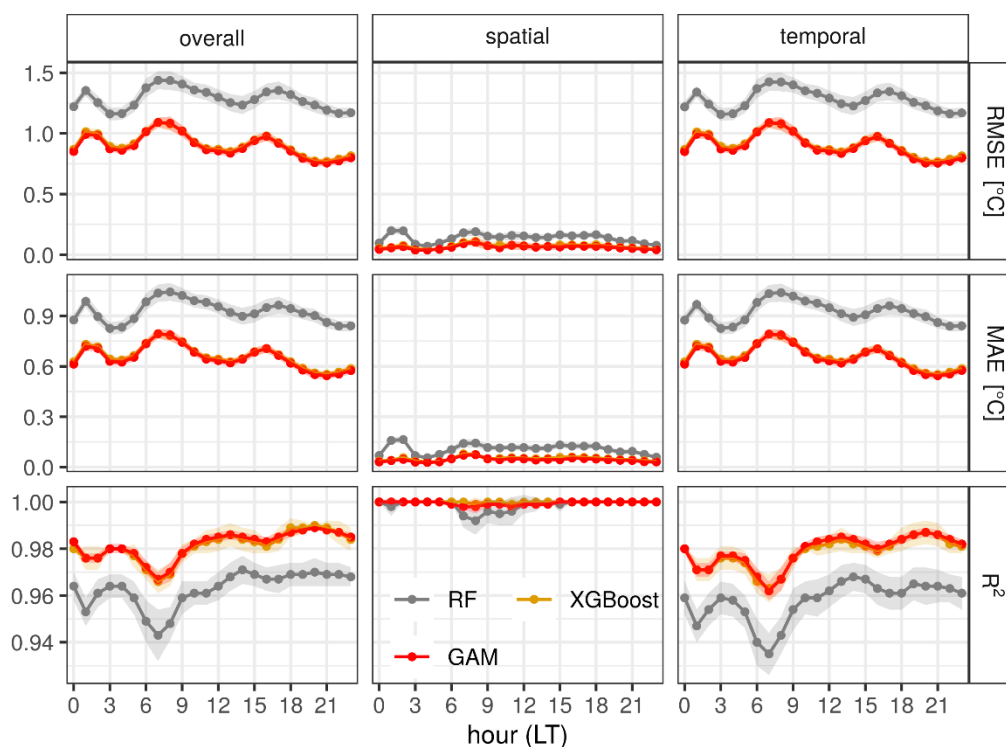 overall spatial temporal
1.5
1.0
0.5
0.0
RMSE [°C]
0.9
0.6
0.3
0.0
MAE [°C]
1.00
0.98
0.96
0.94
R²
RF XGBoost
GAM
0 3 6 9 12 15 18 21 0 3 6 9 12 15 18 21 0 3 6 9 12 15 18 21
hour (LT)